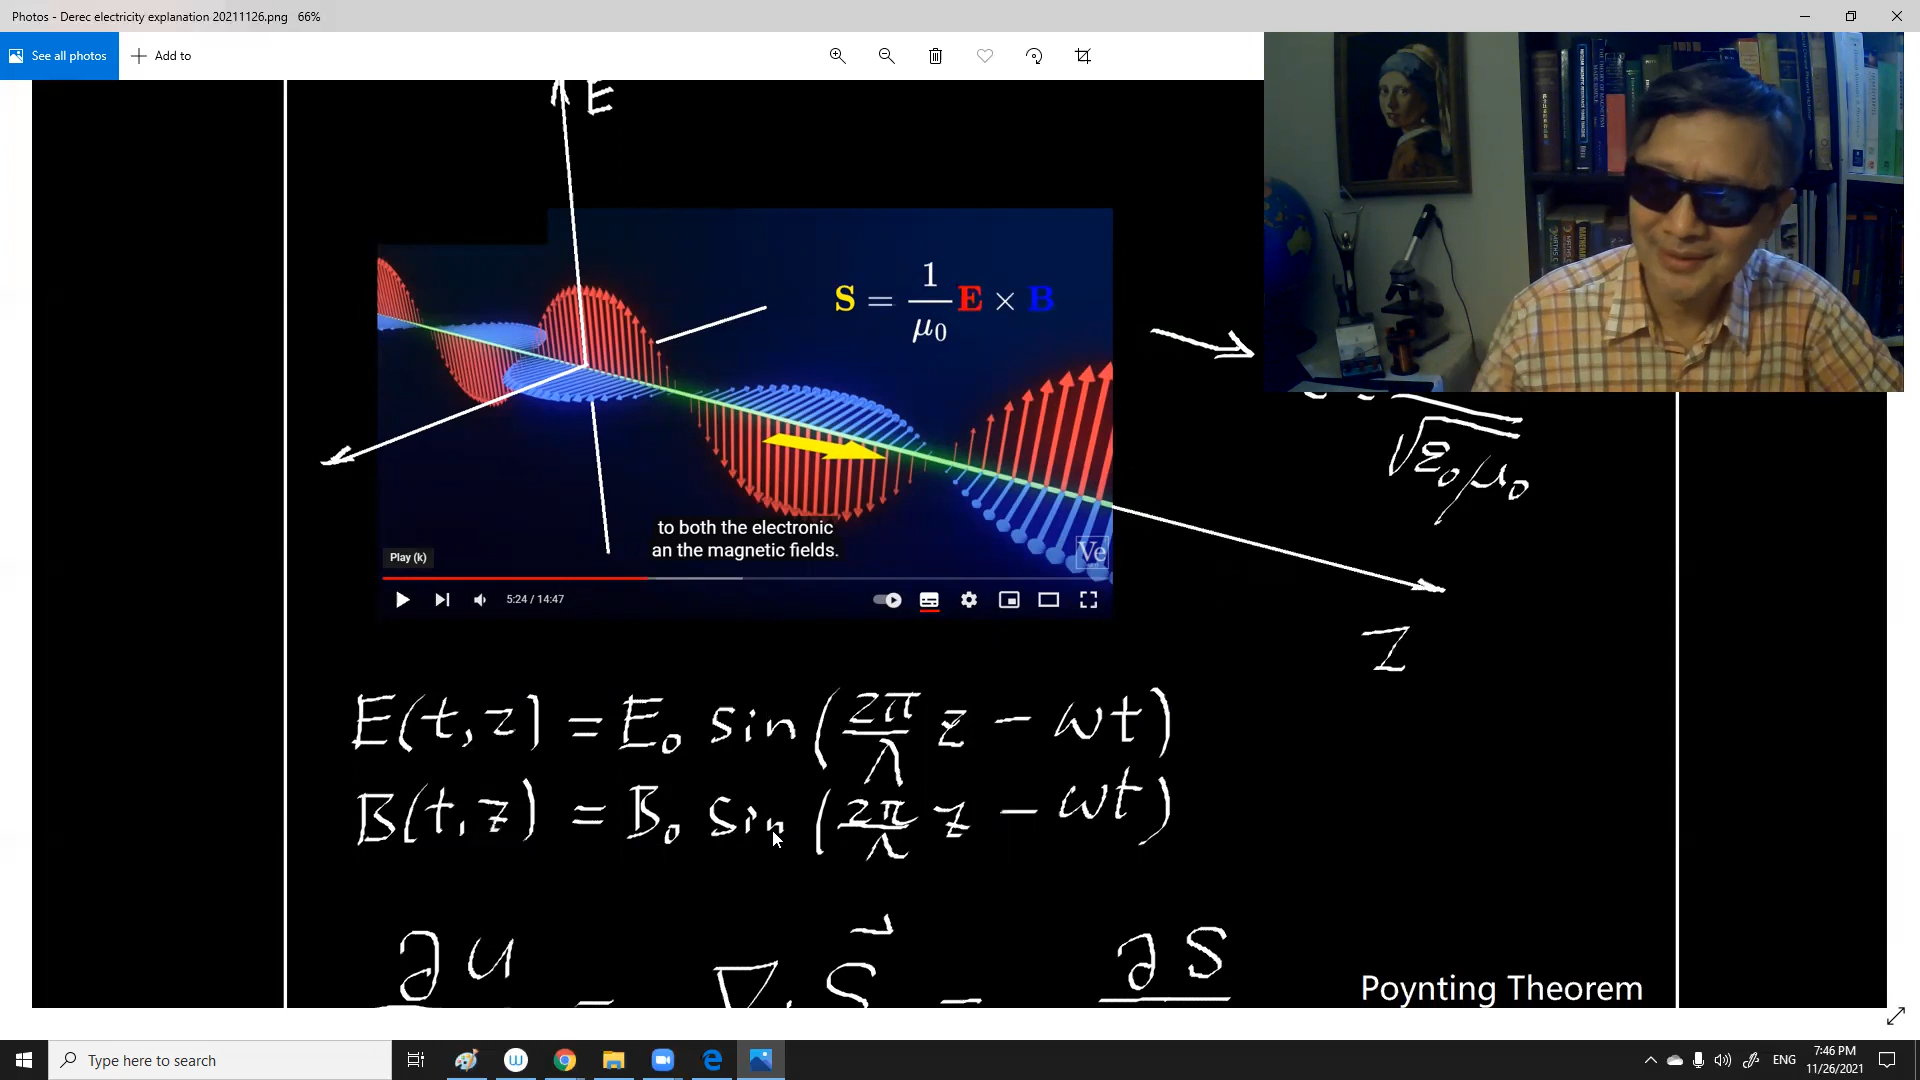 Photos - Derec electricity explanation 20211126.png 66%
See all photos
Add to
E
S = 1/μ0 E × B
√ε0μ0
to both the electronic
an the magnetic fields.
Play (k)
Ve
5:24 / 14:47
Z
E(t,z) = E0 sin(2π/λ z - ωt)
B(t,z) = B0 sin(2π/λ z - ωt)
∂U = ∇·S⃗ = ∂S
Poynting Theorem
Type here to search
ENG
7:46 PM
11/26/2021